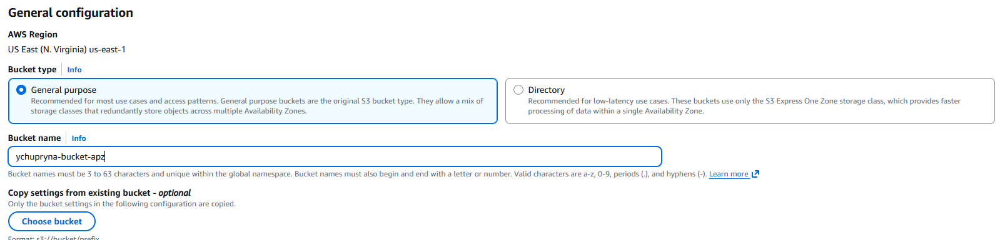 General configuration
AWS Region
US East (N. Virginia) us-east-1
Bucket type Info
General purpose
Recommended for most use cases and access patterns. General purpose buckets are the original S3 bucket type. They allow a mix of
storage classes that redundantly store objects across multiple Availability Zones.
Directory
Recommended for low-latency use cases. These buckets use only the S3 Express One Zone storage class, which provides faster
processing of data within a single Availability Zone.
Bucket name Info
ychupryna-bucket-apz
Bucket names must be 3 to 63 characters and unique within the global namespace. Bucket names must also begin and end with a letter or number. Valid characters are a-z, 0-9, periods (.), and hyphens (-). Learn more
Copy settings from existing bucket - optional
Only the bucket settings in the following configuration are copied.
Choose bucket
Format: s3://bucket/prefix